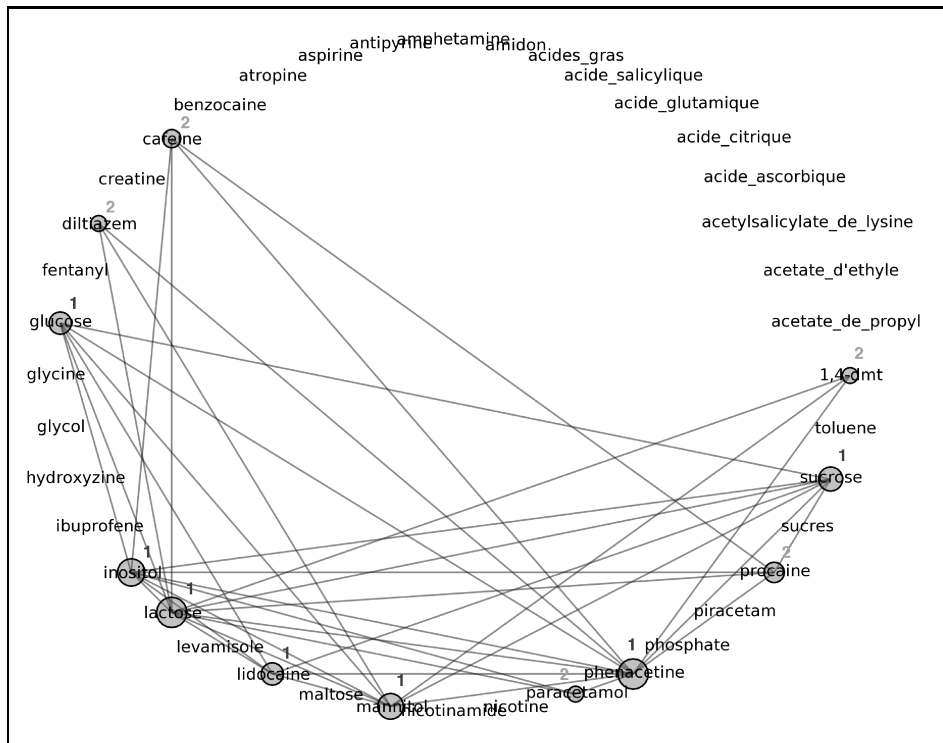 amphetamine
antipyrine
amidon
aspirine
acides_gras
atropine
acide_salicylique
benzocaine
acide_glutamique
2
cafeine
acide_citrique
creatine
acide_ascorbique
2
diltiazem
acetylsalicylate_de_lysine
fentanyl
acetate_d'ethyle
1
glucose
acetate_de_propyl
2
glycine
1,4-dmt
glycol
toluene
1
hydroxyzine
sucrose
ibuprofene
sucres
1
2
inositol
procaine
1
lactose
piracetam
levamisole
1
1
phosphate
lidocaine
2
phenacetine
1
maltose
paracetamol
mannitol
nicotinamide
nicotine